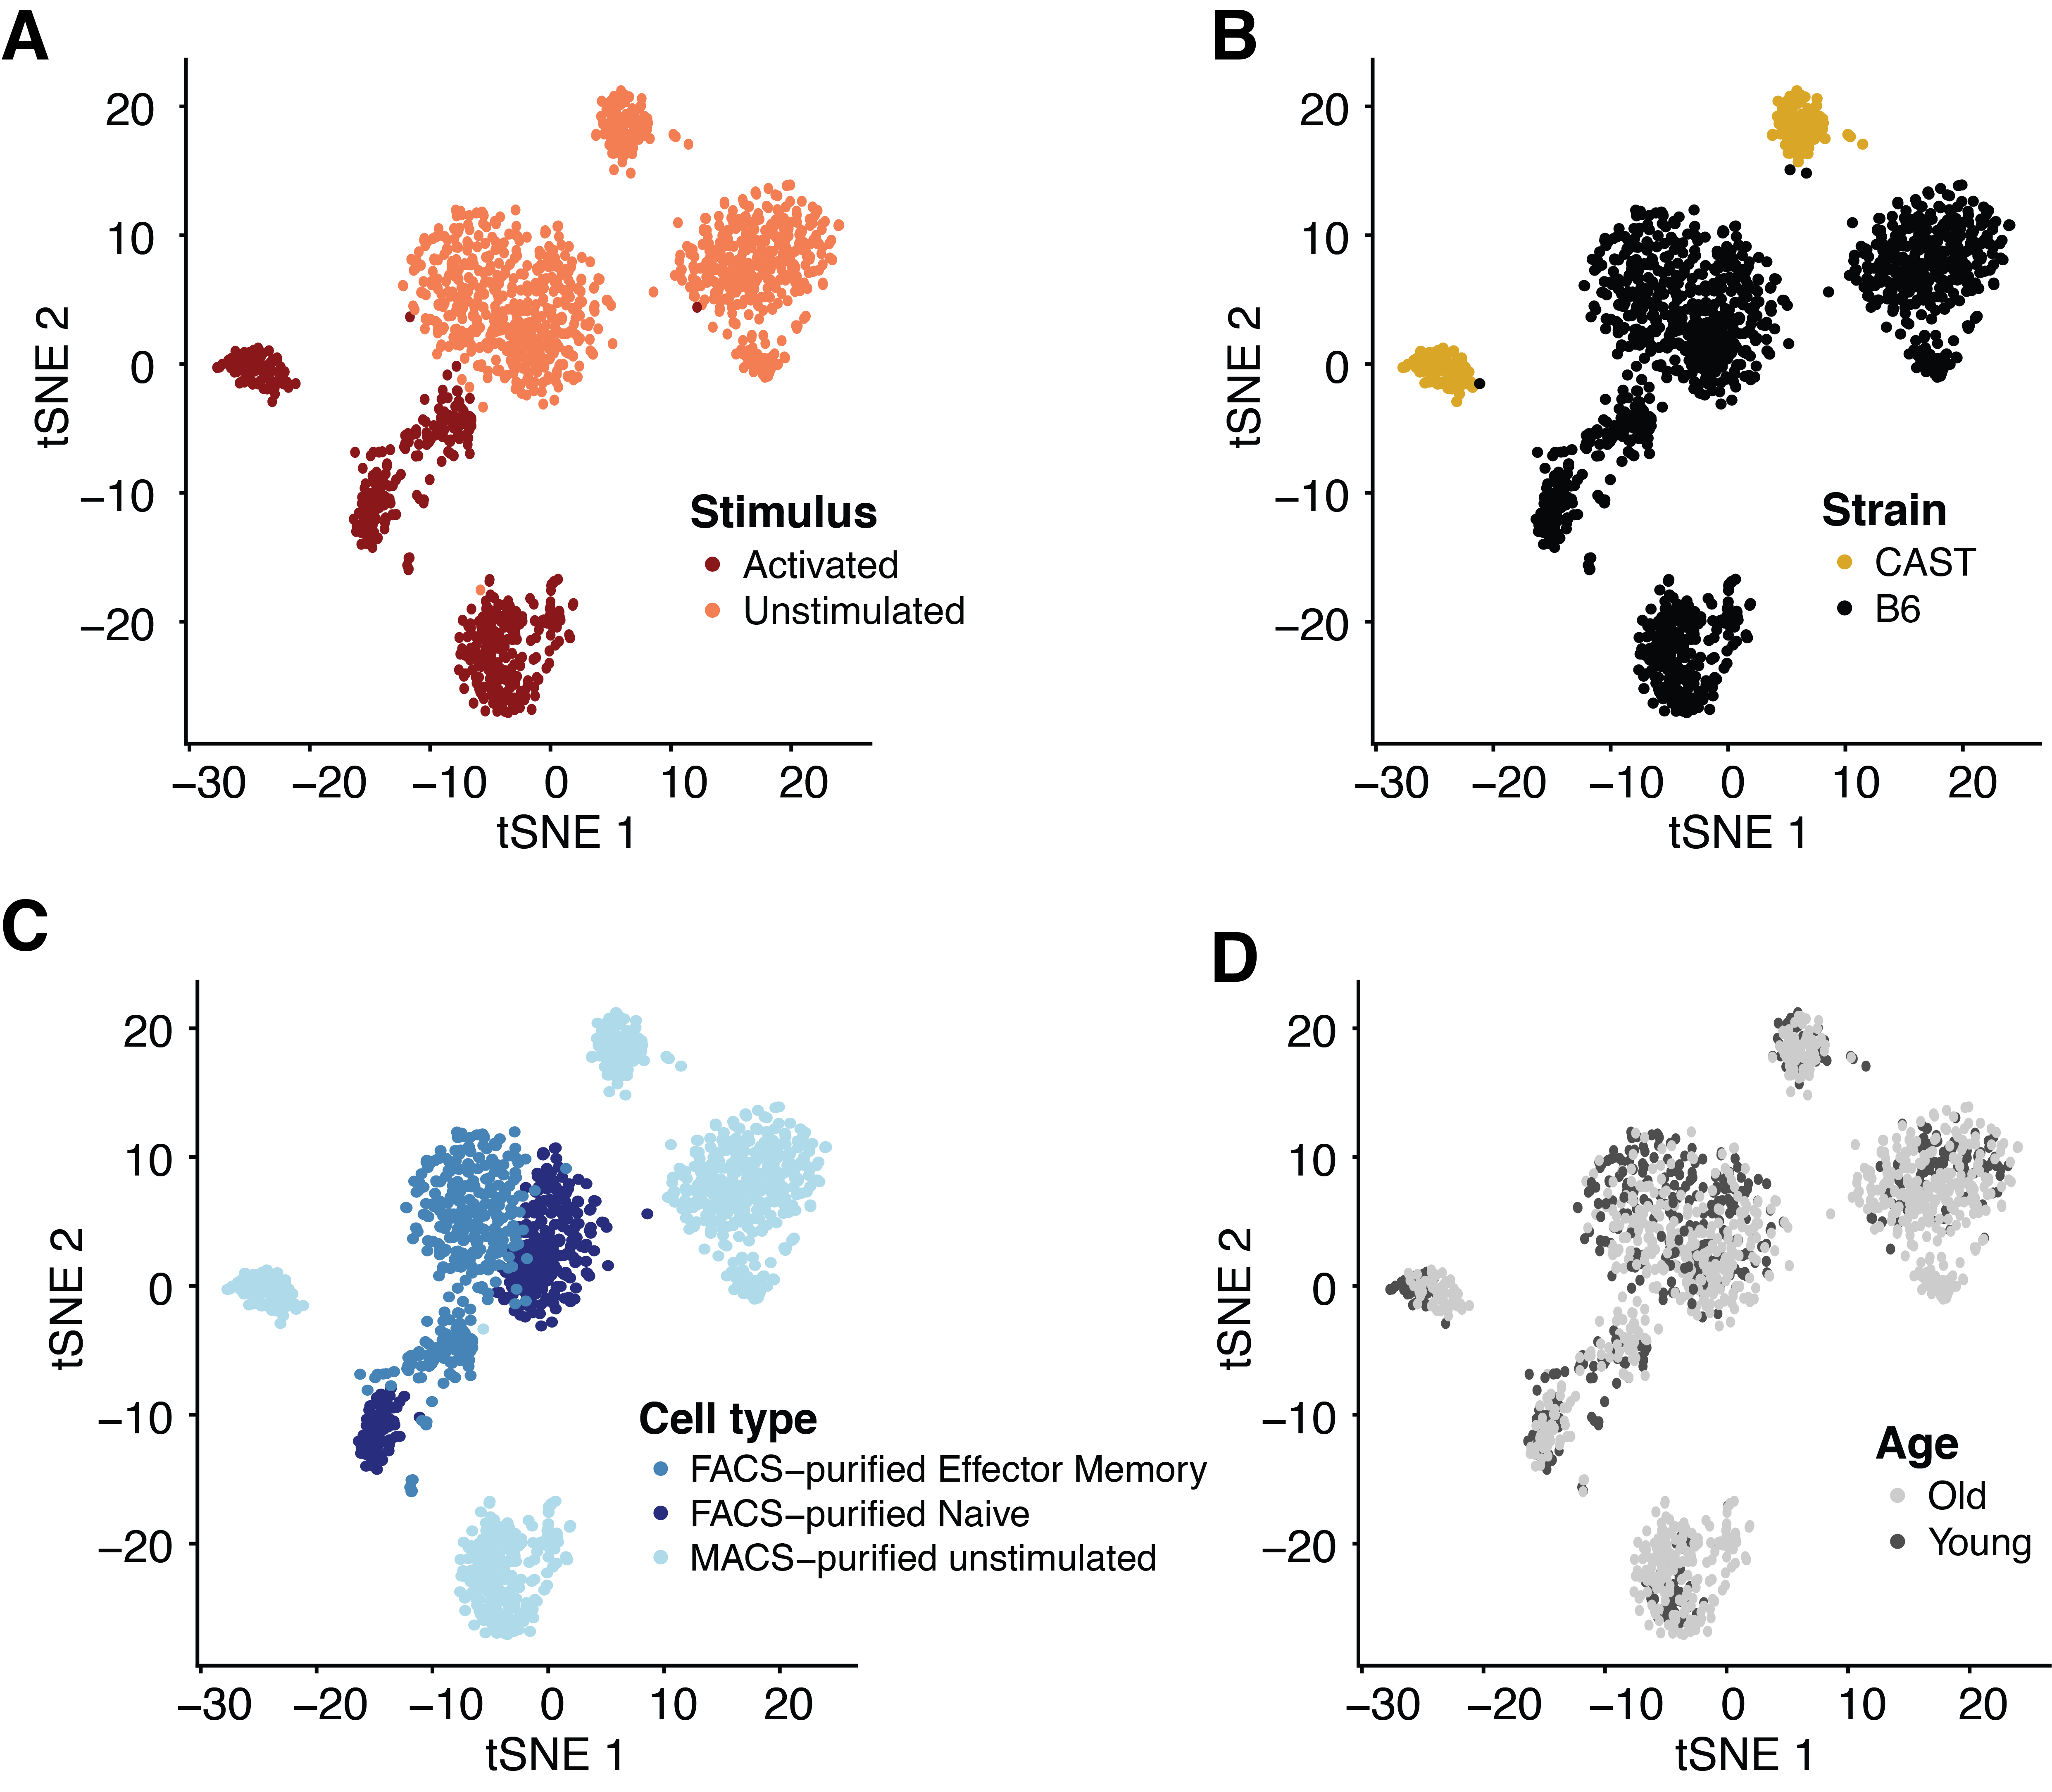 A
20
10
0
−10
−20
tSNE 2
−30 −20 −10 0 10 20
tSNE 1
Stimulus
Activated
Unstimulated
B
20
10
0
−10
−20
tSNE 2
−30 −20 −10 0 10 20
tSNE 1
Strain
CAST
B6
C
20
10
0
−10
−20
tSNE 2
−30 −20 −10 0 10 20
tSNE 1
Cell type
FACS−purified Effector Memory
FACS−purified Naive
MACS−purified unstimulated
D
20
10
0
−10
−20
tSNE 2
−30 −20 −10 0 10 20
tSNE 1
Age
Old
Young